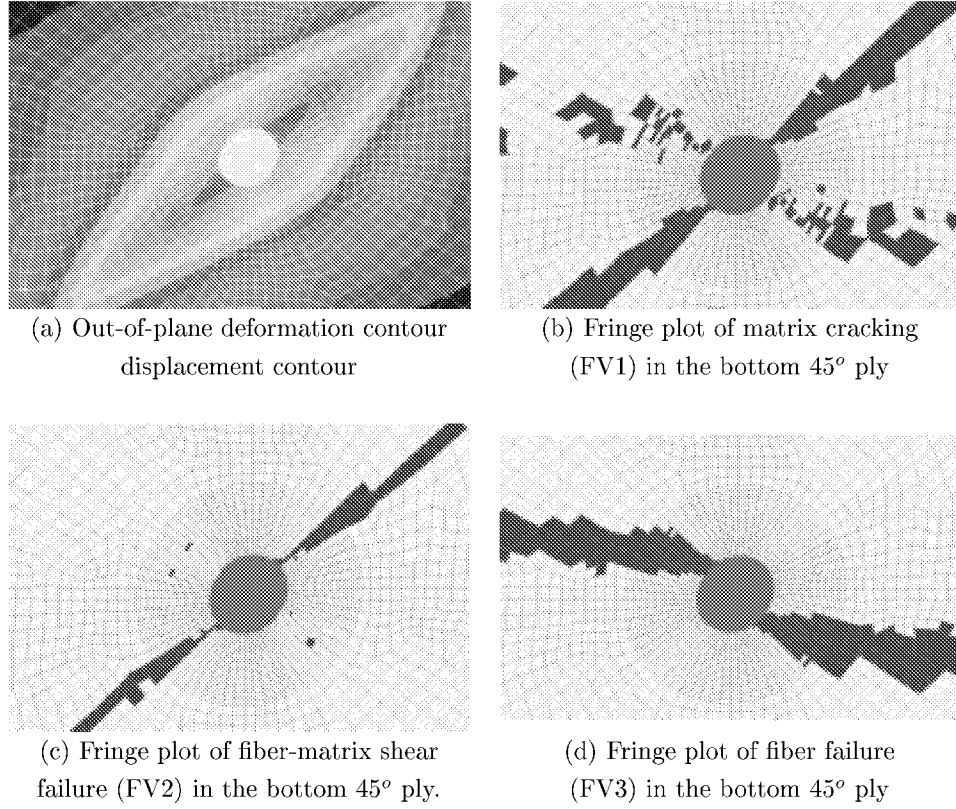 (a) Out-of-plane deformation contour
displacement contour
(b) Fringe plot of matrix cracking
(FV1) in the bottom 45° ply
(c) Fringe plot of fiber-matrix shear
failure (FV2) in the bottom 45° ply.
(d) Fringe plot of fiber failure
(FV3) in the bottom 45° ply